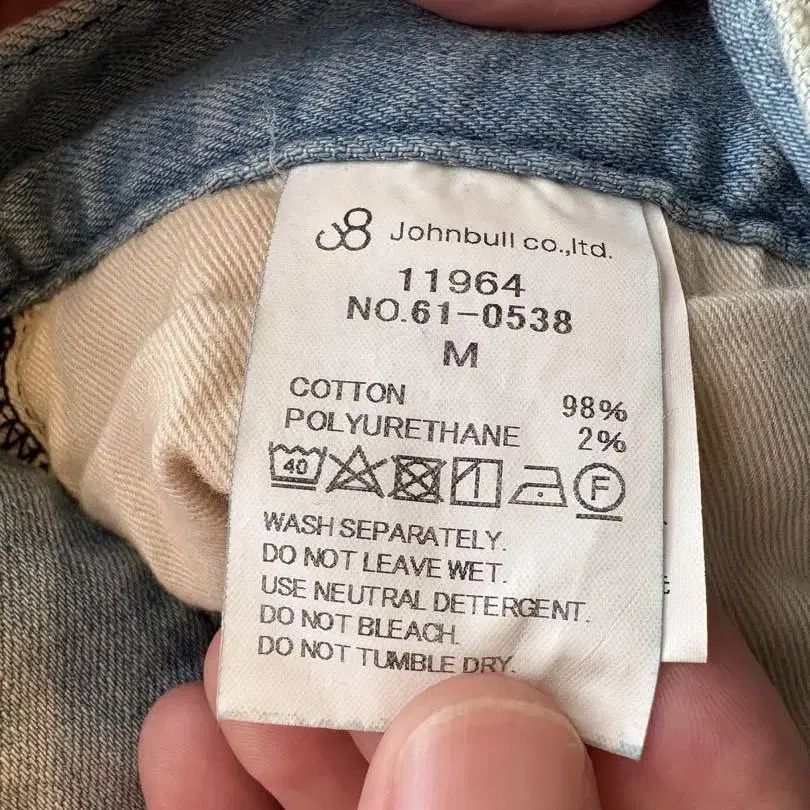 Johnbull co.,ltd.
11964
NO.61-0538
M
COTTON 98%
POLYURETHANE 2%
40 F
WASH SEPARATELY.
DO NOT LEAVE WET.
USE NEUTRAL DETERGENT.
DO NOT BLEACH.
DO NOT TUMBLE DRY.